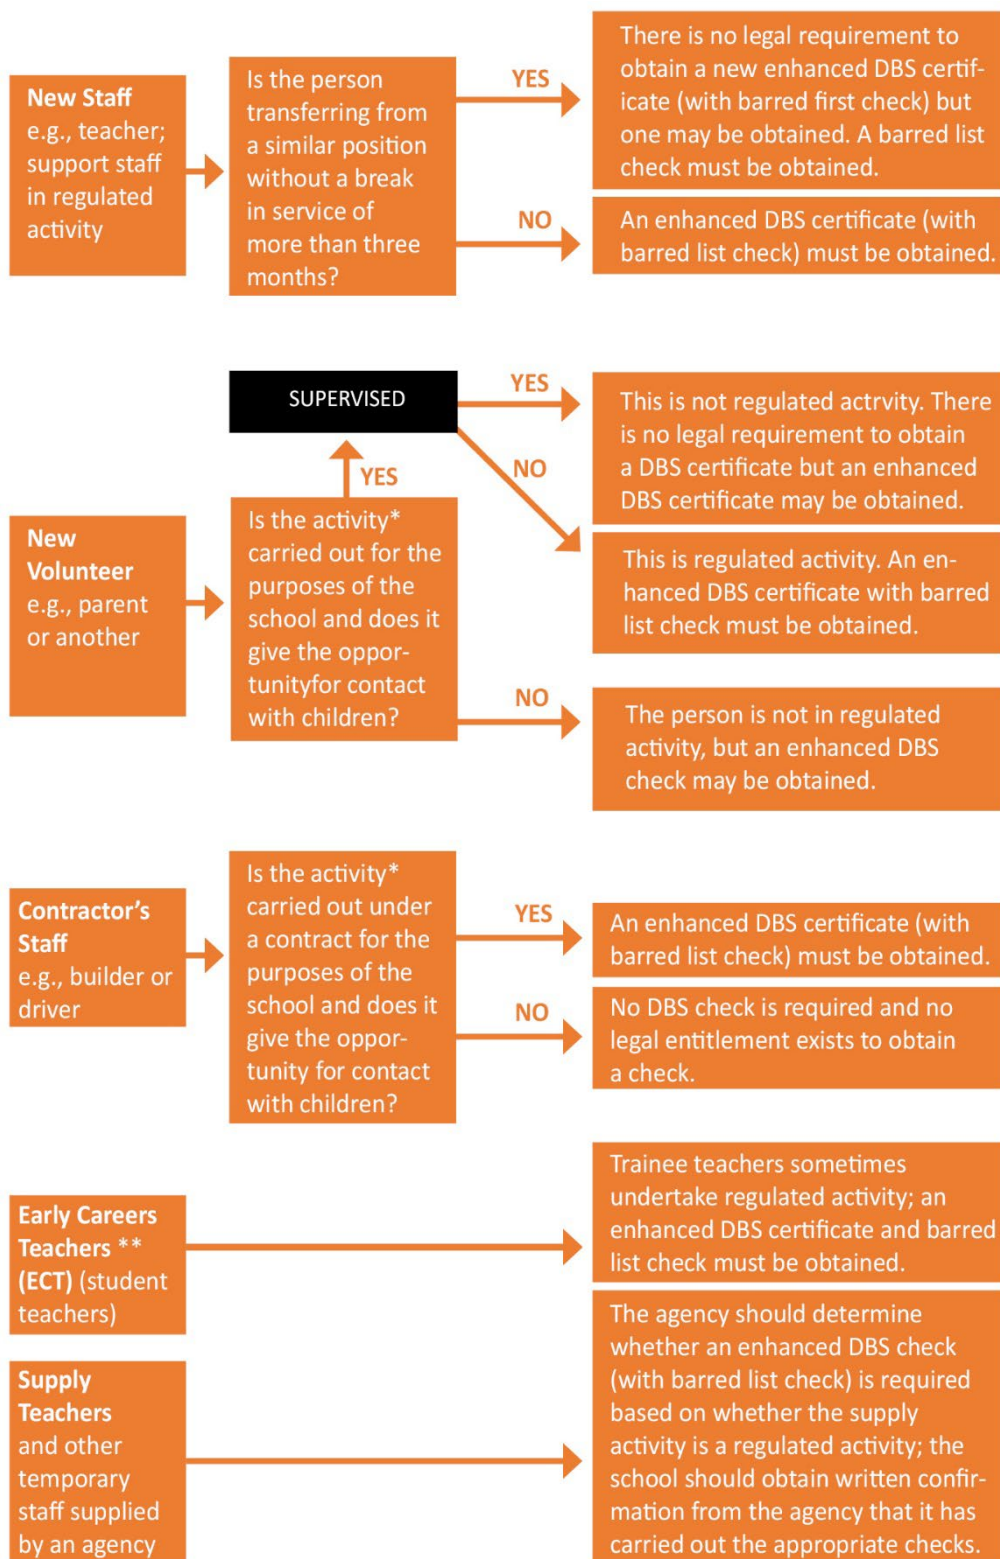 New Staff
e.g., teacher;
support staff
in regulated
activity
Is the person
transferring from
a similar position
without a break
in service of
more than three
months?
YES
There is no legal requirement to
obtain a new enhanced DBS certif-
icate (with barred first check) but
one may be obtained. A barred list
check must be obtained.
NO
An enhanced DBS certificate (with
barred list check) must be obtained.
SUPERVISED
YES
This is not regulated actrvity. There
is no legal requirement to obtain
a DBS certificate but an enhanced
DBS certificate may be obtained.
NO
YES
New
Volunteer
e.g., parent
or another
Is the activity*
carried out for the
purposes of the
school and does it
give the oppor-
tunityfor contact
with children?
This is regulated activity. An en-
hanced DBS certificate with barred
list check must be obtained.
NO
The person is not in regulated
activity, but an enhanced DBS
check may be obtained.
Contractor's
Staff
e.g., builder or
driver
Is the activity*
carried out under
a contract for the
purposes of the
school and does it
give the oppor-
tunity for contact
with children?
YES
An enhanced DBS certificate (with
barred list check) must be obtained.
NO
No DBS check is required and no
legal entitlement exists to obtain
a check.
Early Careers
Teachers **
(ECT) (student
teachers)
Trainee teachers sometimes
undertake regulated activity; an
enhanced DBS certificate and barred
list check must be obtained.
Supply
Teachers
and other
temporary
staff supplied
by an agency
The agency should determine
whether an enhanced DBS check
(with barred list check) is required
based on whether the supply
activity is a regulated activity; the
school should obtain written confir-
mation from the agency that it has
carried out the appropriate checks.